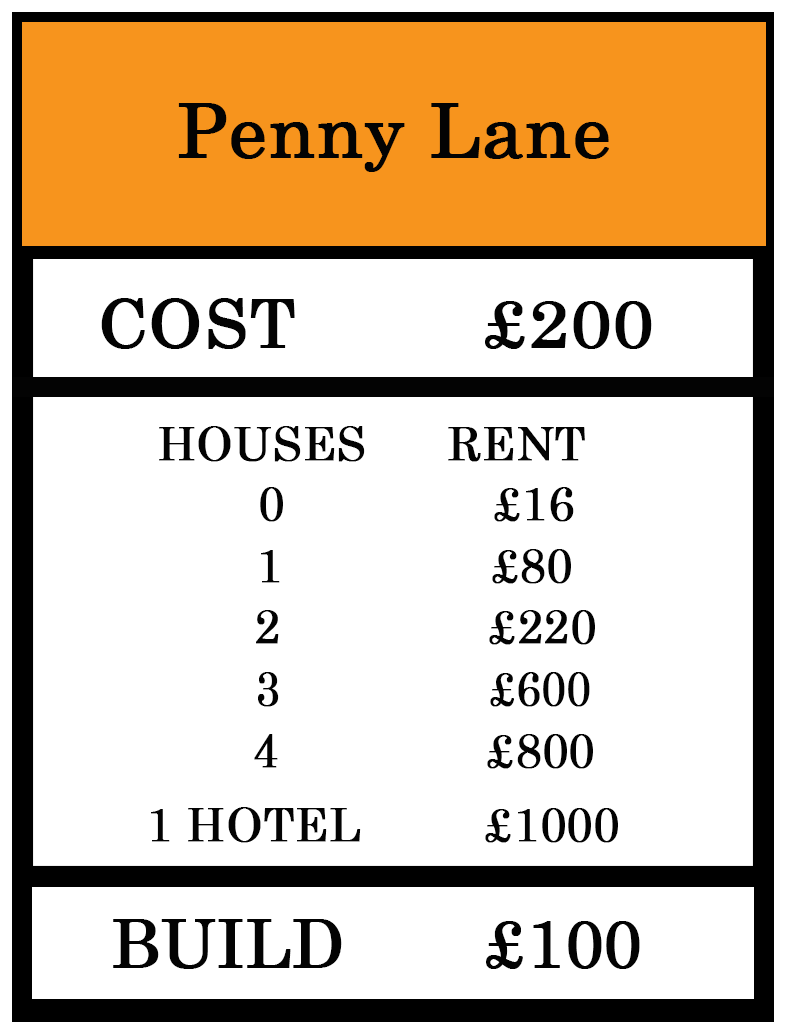 Penny Lane
COST £200
HOUSES RENT
0 £16
1 £80
2 £220
3 £600
4 £800
1 HOTEL £1000
BUILD £100